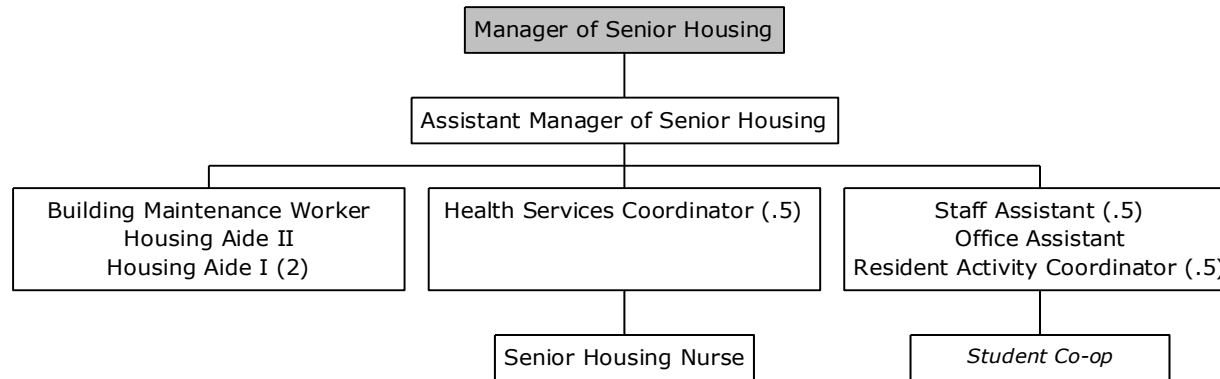 Manager of Senior Housing
Assistant Manager of Senior Housing
Building Maintenance Worker
Housing Aide II
Housing Aide I (2)
Health Services Coordinator (.5)
Staff Assistant (.5)
Office Assistant
Resident Activity Coordinator (.5)
Senior Housing Nurse
Student Co-op